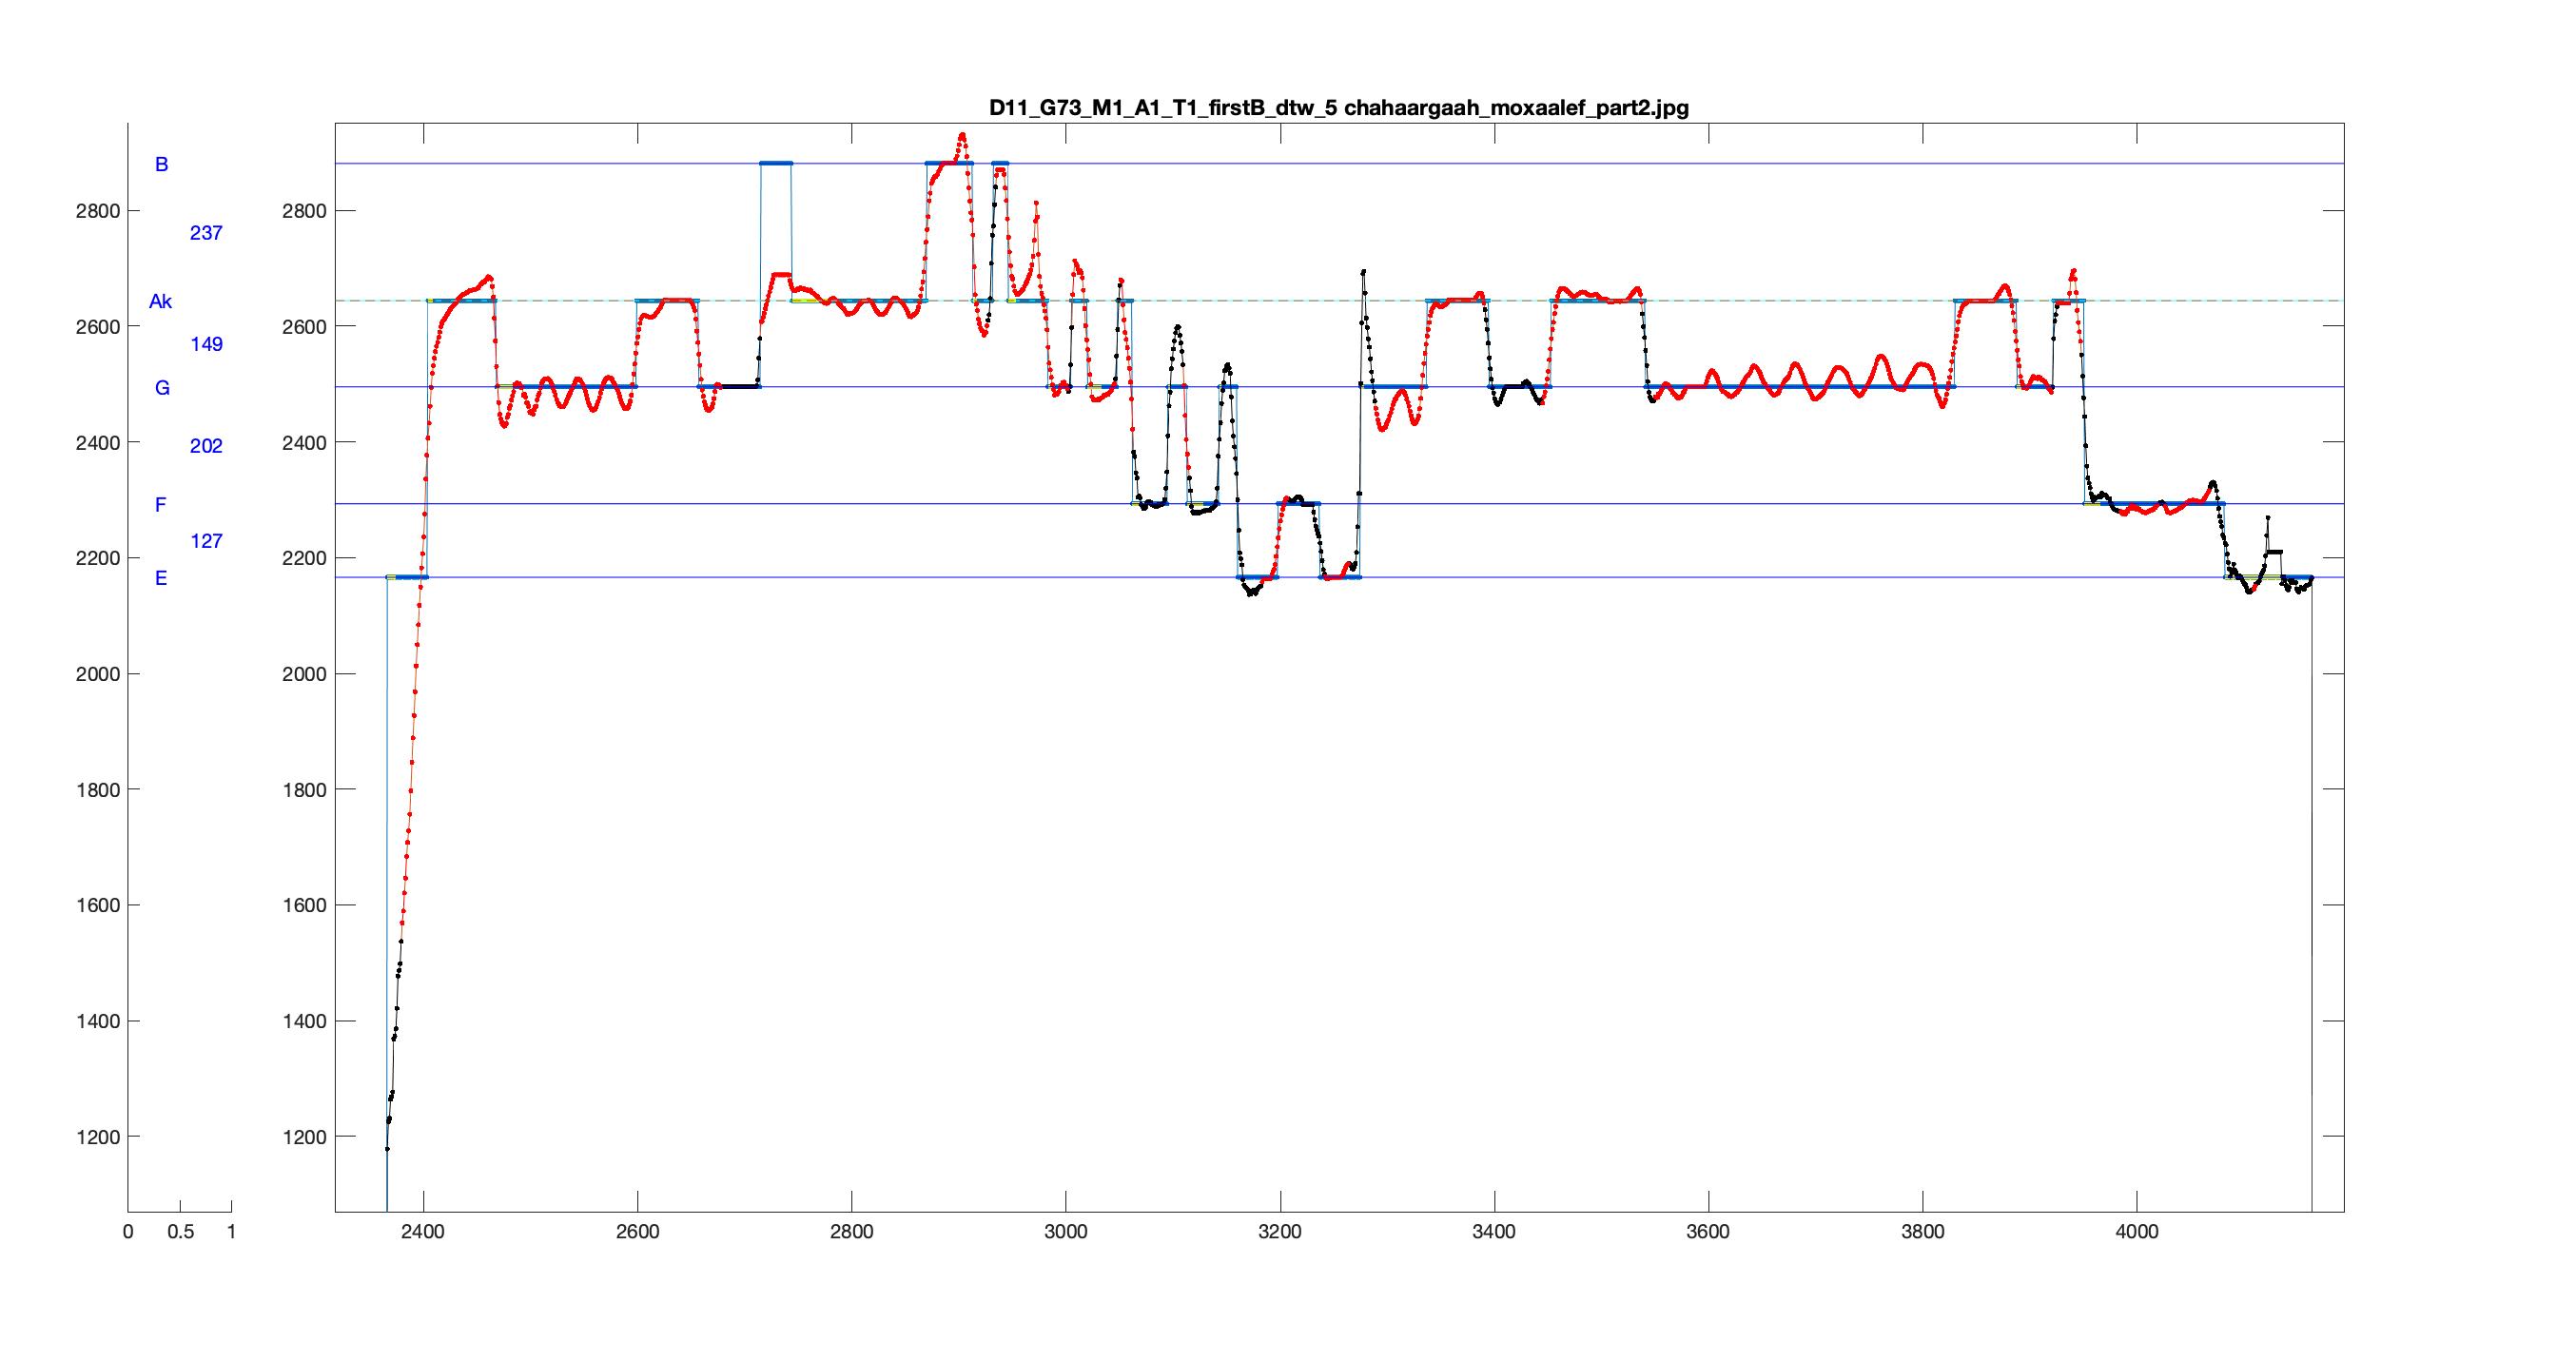 D11_G73_M1_A1_T1_firstB_dtw_5 chahaargaah_moxaalef_part2.jpg
B
2800 2800
237
Ak
2600 2600
149
G
2400 202 2400
F
127
2200 2200
E
2000 2000
1800 1800
1600 1600
1400 1400
1200 1200
0 0.5 1 2400 2600 2800 3000 3200 3400 3600 3800 4000